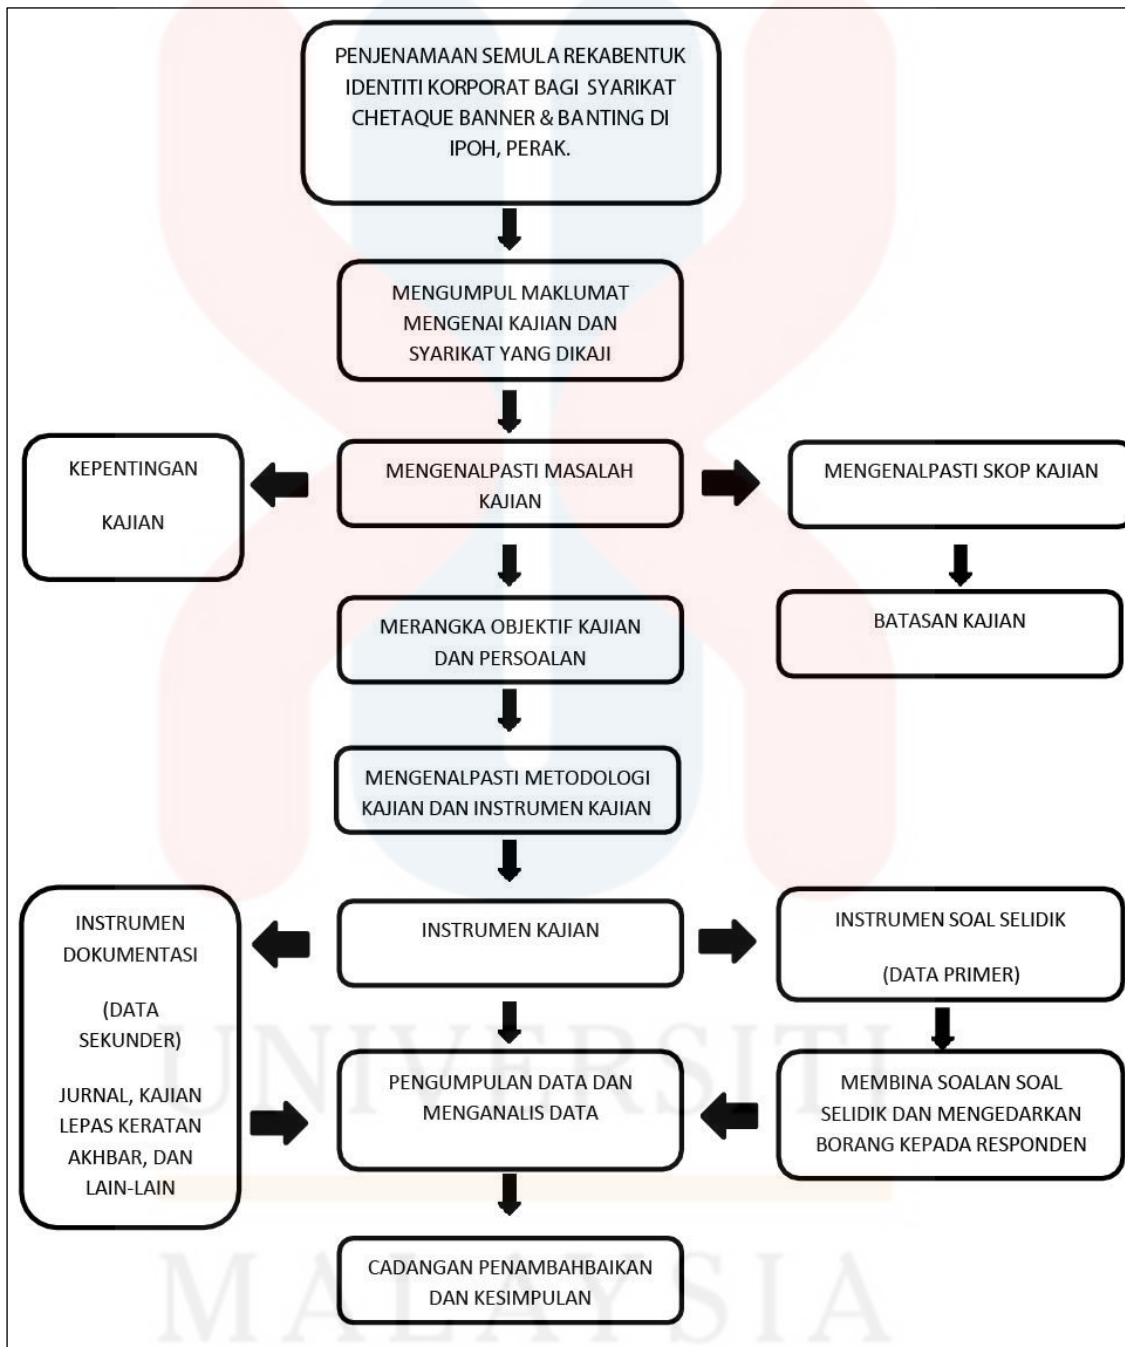 PENJENAMAAN SEMULA REKABENTUK
IDENTITI KORPORAT BAGI SYARIKAT
CHETAQUE BANNER & BANTING DI
IPOH, PERAK.
MENGUMPUL MAKLUMAT
MENGENAI KAJIAN DAN
SYARIKAT YANG DIKAJI
KEPENTINGAN
KAJIAN
MENGENALPASTI MASALAH
KAJIAN
MENGENALPASTI SKOP KAJIAN
BATASAN KAJIAN
MERANGKA OBJEKTIF KAJIAN
DAN PERSOALAN
MENGENALPASTI METODOLOGI
KAJIAN DAN INSTRUMEN KAJIAN
INSTRUMEN KAJIAN
INSTRUMEN
DOKUMENTASI
(DATA
SEKUNDER)
JURNAL, KAJIAN
LEPAS KERATAN
AKHBAR, DAN
LAIN-LAIN
INSTRUMEN SOAL SELIDIK
(DATA PRIMER)
MEMBINA SOALAN SOAL
SELIDIK DAN MENGEDARKAN
BORANG KEPADA RESPONDEN
PENGUMPULAN DATA DAN
MENGANALIS DATA
CADANGAN PENAMBAHBAIKAN
DAN KESIMPULAN
UNIVERSITI
MALAYSIA